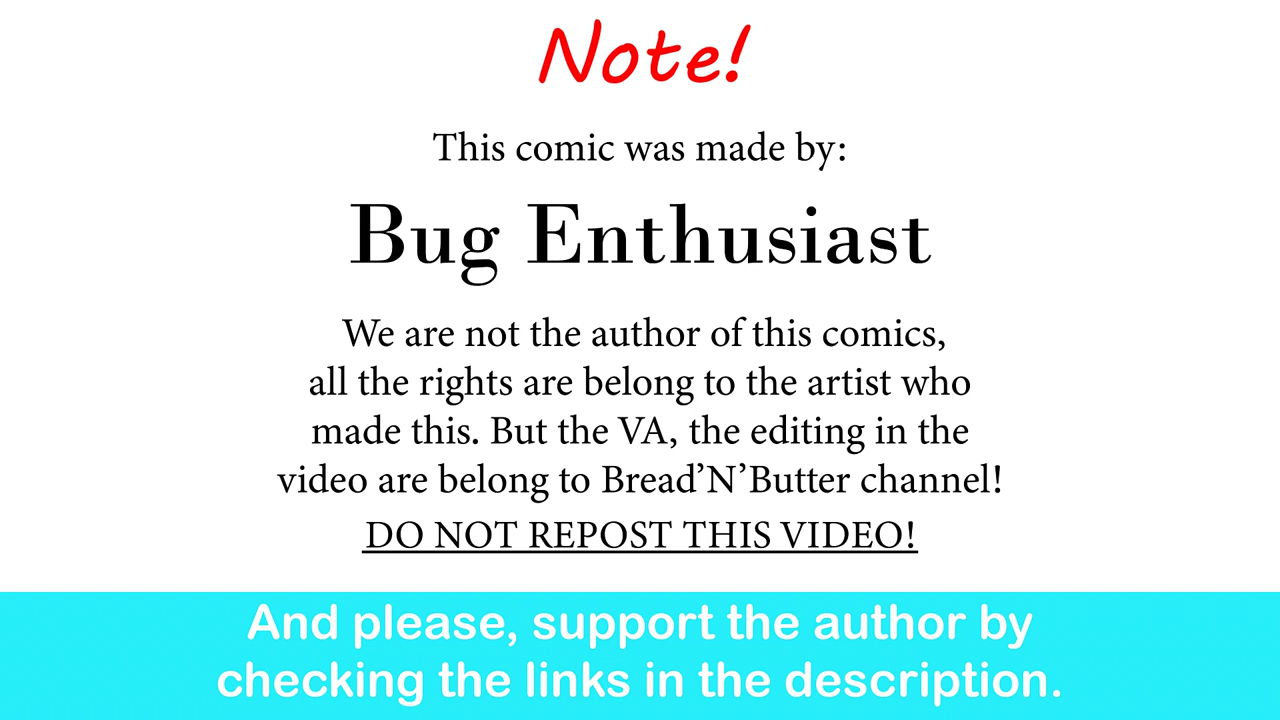 Note!
This comic was made by:
Bug Enthusiast
We are not the author of this comics,
all the rights are belong to the artist who
made this. But the VA, the editing in the
video are belong to Bread’N’Butter channel!
DO NOT REPOST THIS VIDEO!
And please, support the author by
checking the links in the description.